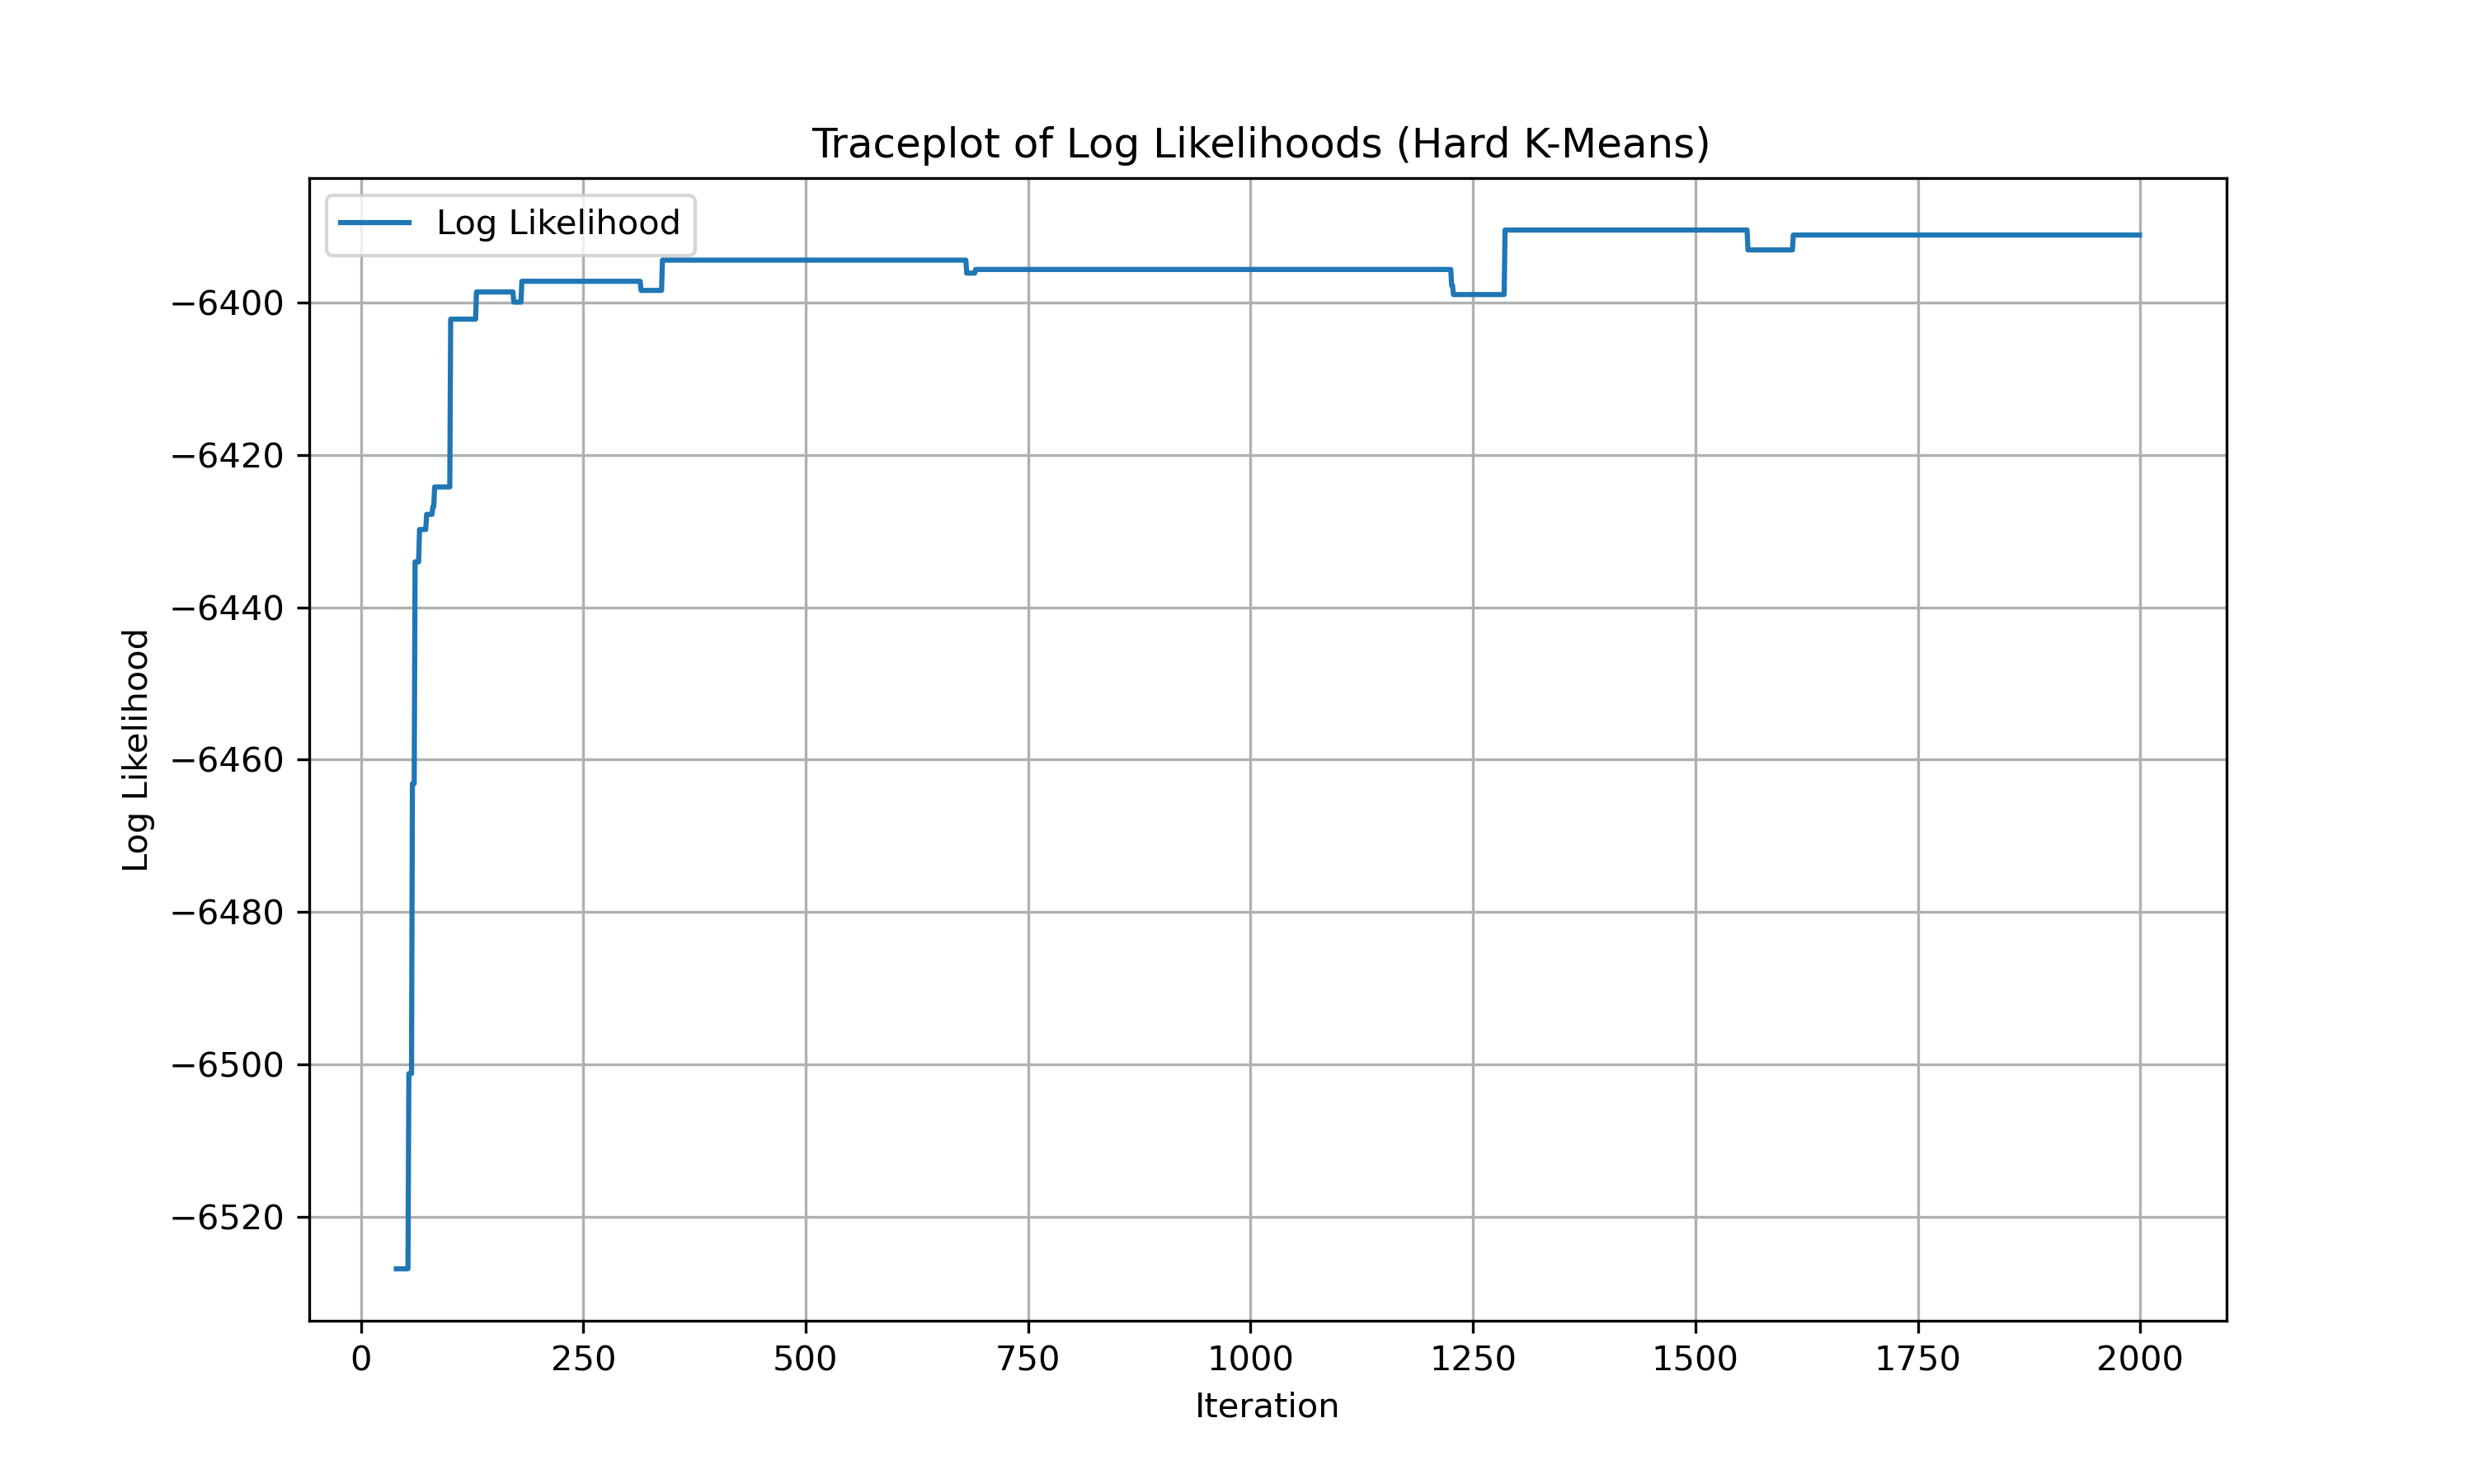 Traceplot of Log Likelihoods (Hard K-Means)
Log Likelihood
−6400
−6420
−6440
−6460
−6480
−6500
−6520
Log Likelihood
0 250 500 750 1000 1250 1500 1750 2000
Iteration